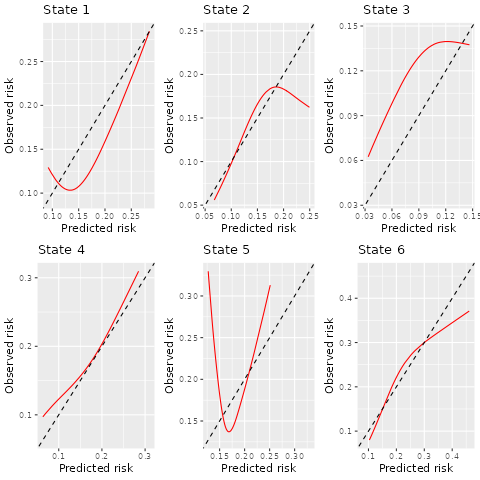 State 1
State 2
State 3
Observed risk
0.25
0.20
0.15
0.10
0.10 0.15 0.20 0.25
Predicted risk
Observed risk
0.25
0.20
0.15
0.10
0.05
0.05 0.10 0.15 0.20 0.25
Predicted risk
Observed risk
0.15
0.12
0.09
0.06
0.03
0.03 0.06 0.09 0.12 0.15
Predicted risk
State 4
State 5
State 6
Observed risk
0.3
0.2
0.1
0.1 0.2 0.3
Predicted risk
Observed risk
0.30
0.25
0.20
0.15
0.15 0.20 0.25 0.30
Predicted risk
Observed risk
0.4
0.3
0.2
0.1
0.1 0.2 0.3 0.4
Predicted risk